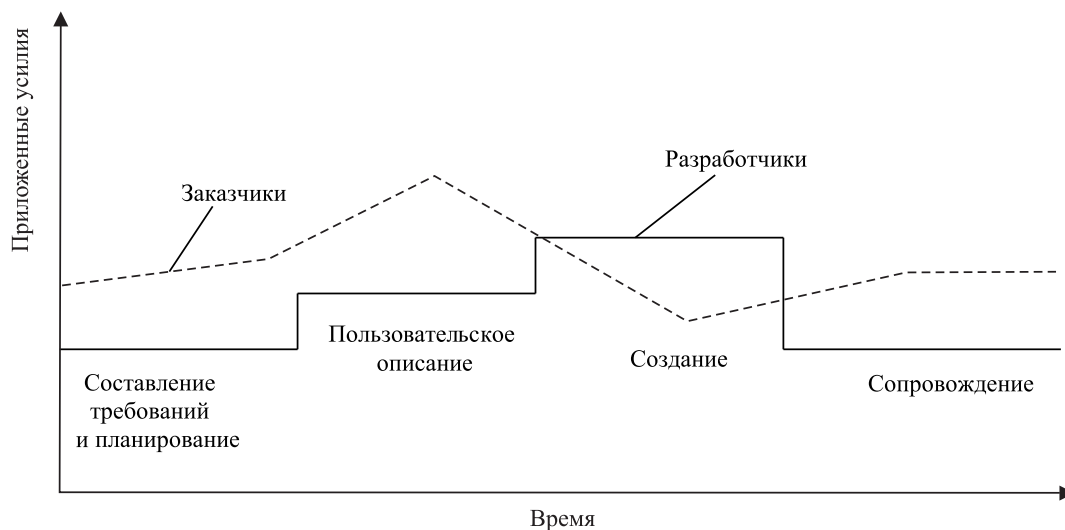 Приложенные усилия
Заказчики
Разработчики
Пользовательское
описание
Создание
Составление
требований
и планирование
Сопровождение
Время